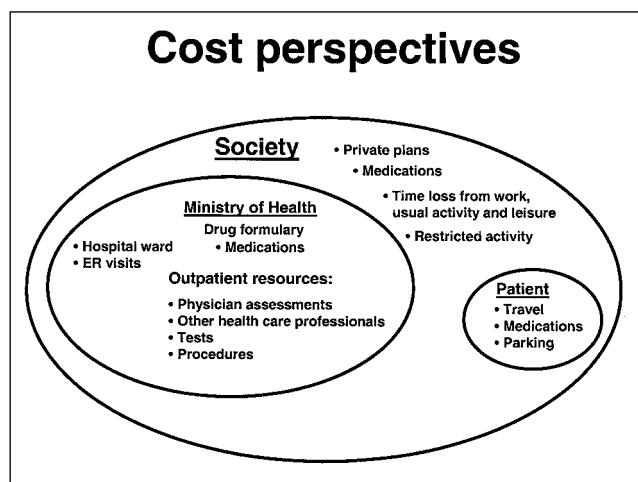 Cost perspectives
Society
• Private plans
• Medications
• Time loss from work,
usual activity and leisure
• Restricted activity
Ministry of Health
Drug formulary
• Medications
• Hospital ward
• ER visits
Outpatient resources:
• Physician assessments
• Other health care professionals
• Tests
• Procedures
Patient
• Travel
• Medications
• Parking